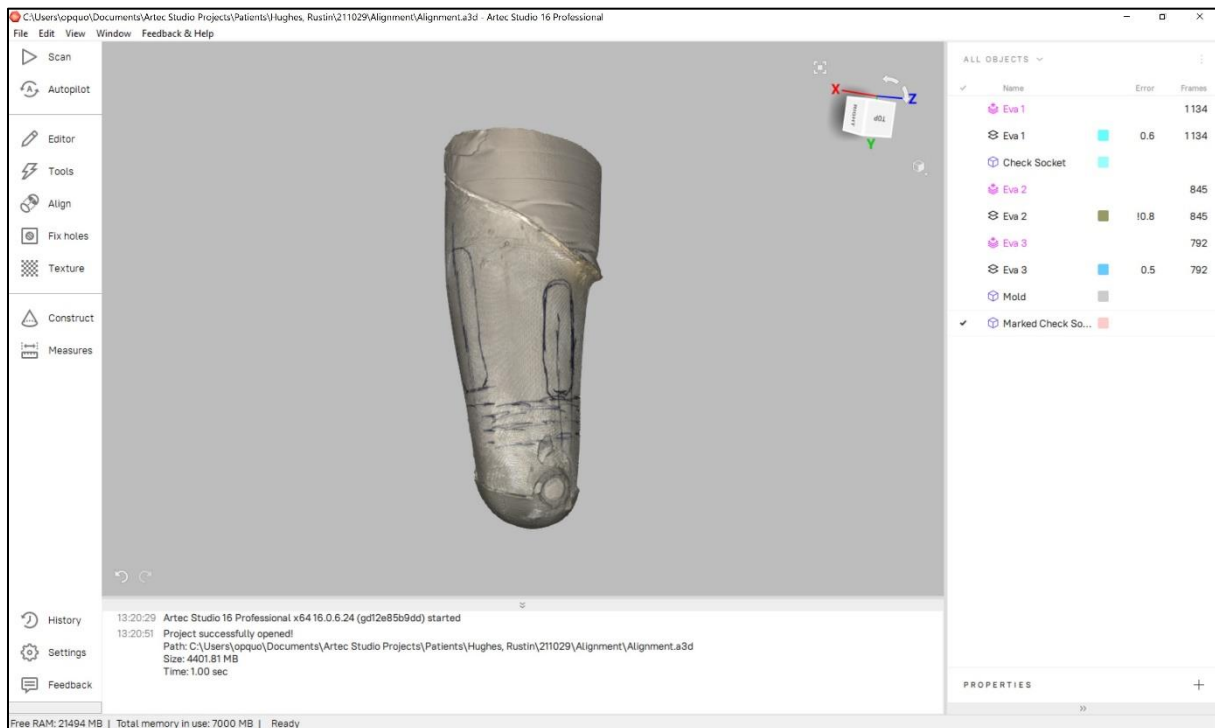 C:\Users\opquo\Documents\Artec Studio Projects\Patients\Hughes, Rustin\211029\Alignment\Alignment.a3d - Artec Studio 16 Professional
File Edit View Window Feedback & Help
Scan
Autopilot
Editor
Tools
Align
Fix holes
Texture
Construct
Measures
History
Settings
Feedback
X
Z
Y
TOP
ALL OBJECTS
Name Error Frames
Eva 1 1134
Eva 1 0.6 1134
Check Socket
Eva 2 845
Eva 2 !0.8 845
Eva 3 792
Eva 3 0.5 792
Mold
Marked Check So...
PROPERTIES
13:20:29 Artec Studio 16 Professional x64 16.0.6.24 (gd12e85b9dd) started
13:20:51 Project successfully opened!
Path: C:\Users\opquo\Documents\Artec Studio Projects\Patients\Hughes, Rustin\211029\Alignment\Alignment.a3d
Size: 4401.81 MB
Time: 1.00 sec
Free RAM: 21494 MB | Total memory in use: 7000 MB | Ready